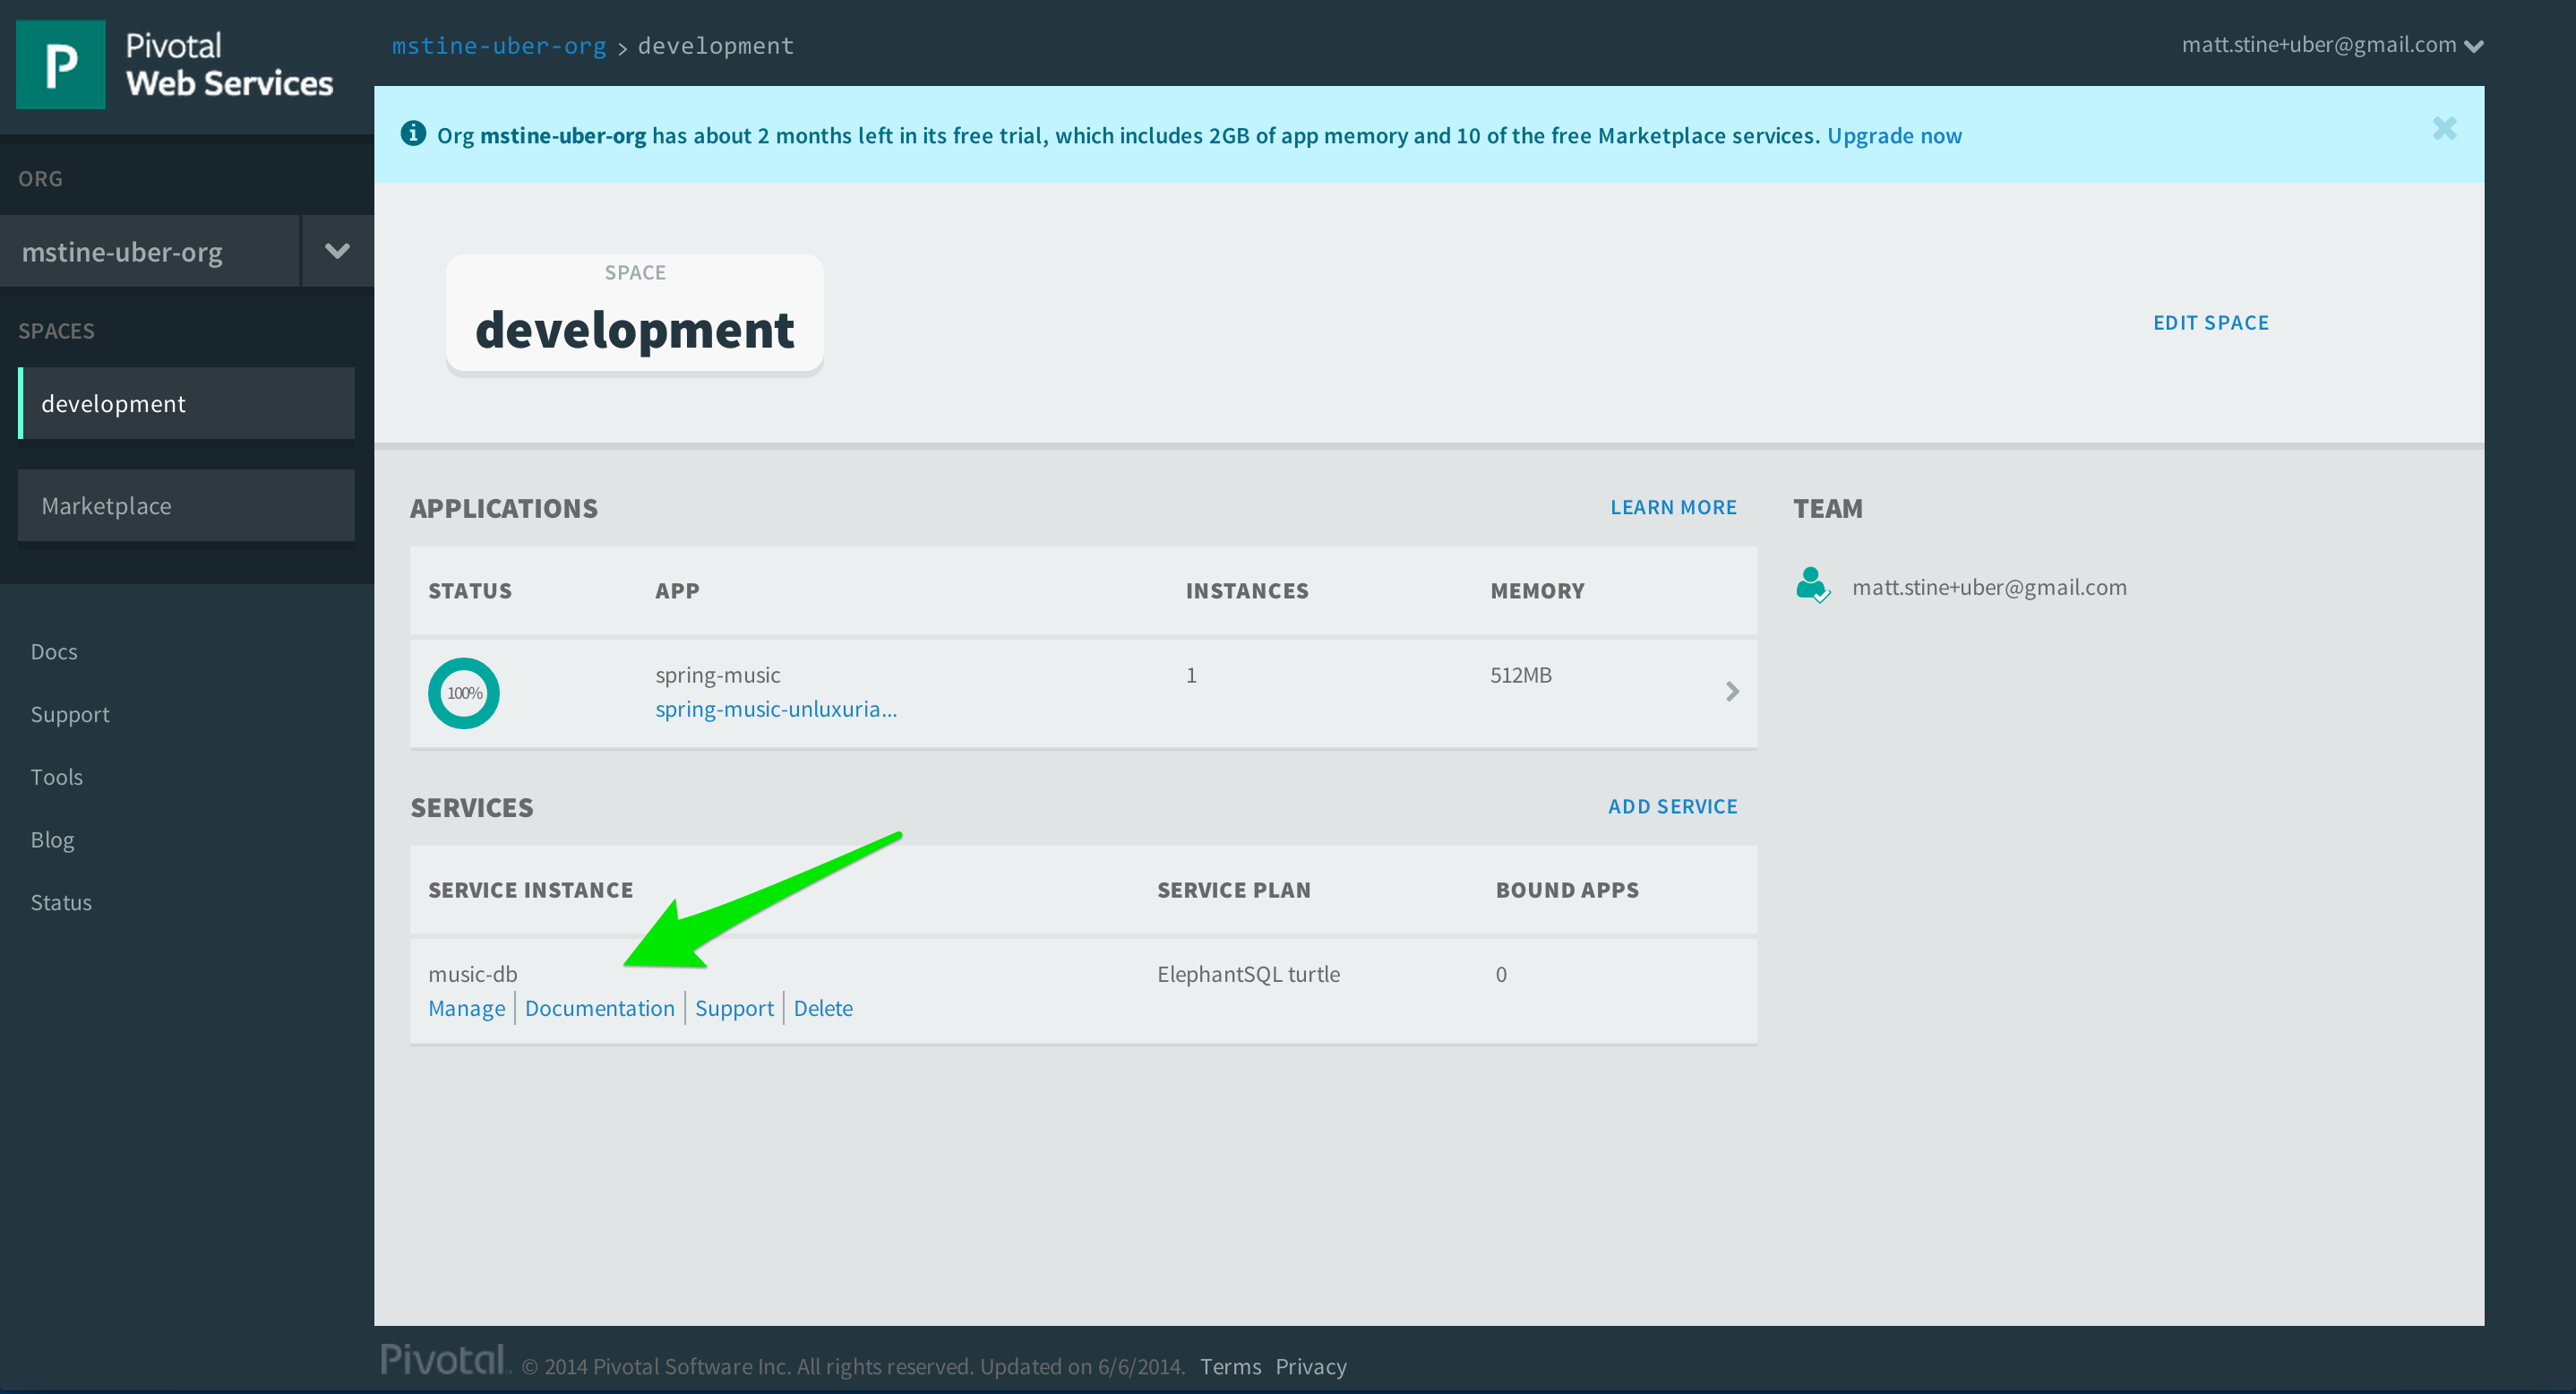 Pivotal
Web Services
mstine-uber-org > development
matt.stine+uber@gmail.com
Org mstine-uber-org has about 2 months left in its free trial, which includes 2GB of app memory and 10 of the free Marketplace services. Upgrade now
ORG
mstine-uber-org
SPACES
development
Marketplace
Docs
Support
Tools
Blog
Status
SPACE
development
EDIT SPACE
APPLICATIONS LEARN MORE
STATUS APP INSTANCES MEMORY
100% spring-music 1 512MB
spring-music-unluxuria...
SERVICES ADD SERVICE
SERVICE INSTANCE SERVICE PLAN BOUND APPS
music-db ElephantSQL turtle 0
Manage Documentation Support Delete
TEAM
matt.stine+uber@gmail.com
Pivotal. © 2014 Pivotal Software Inc. All rights reserved. Updated on 6/6/2014. Terms Privacy